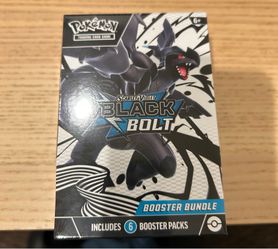 POKÉMON
TRADING CARD GAME
6+
SCARLET & VIOLET
BLACK
BOLT
BOOSTER BUNDLE
INCLUDES 6 BOOSTER PACKS